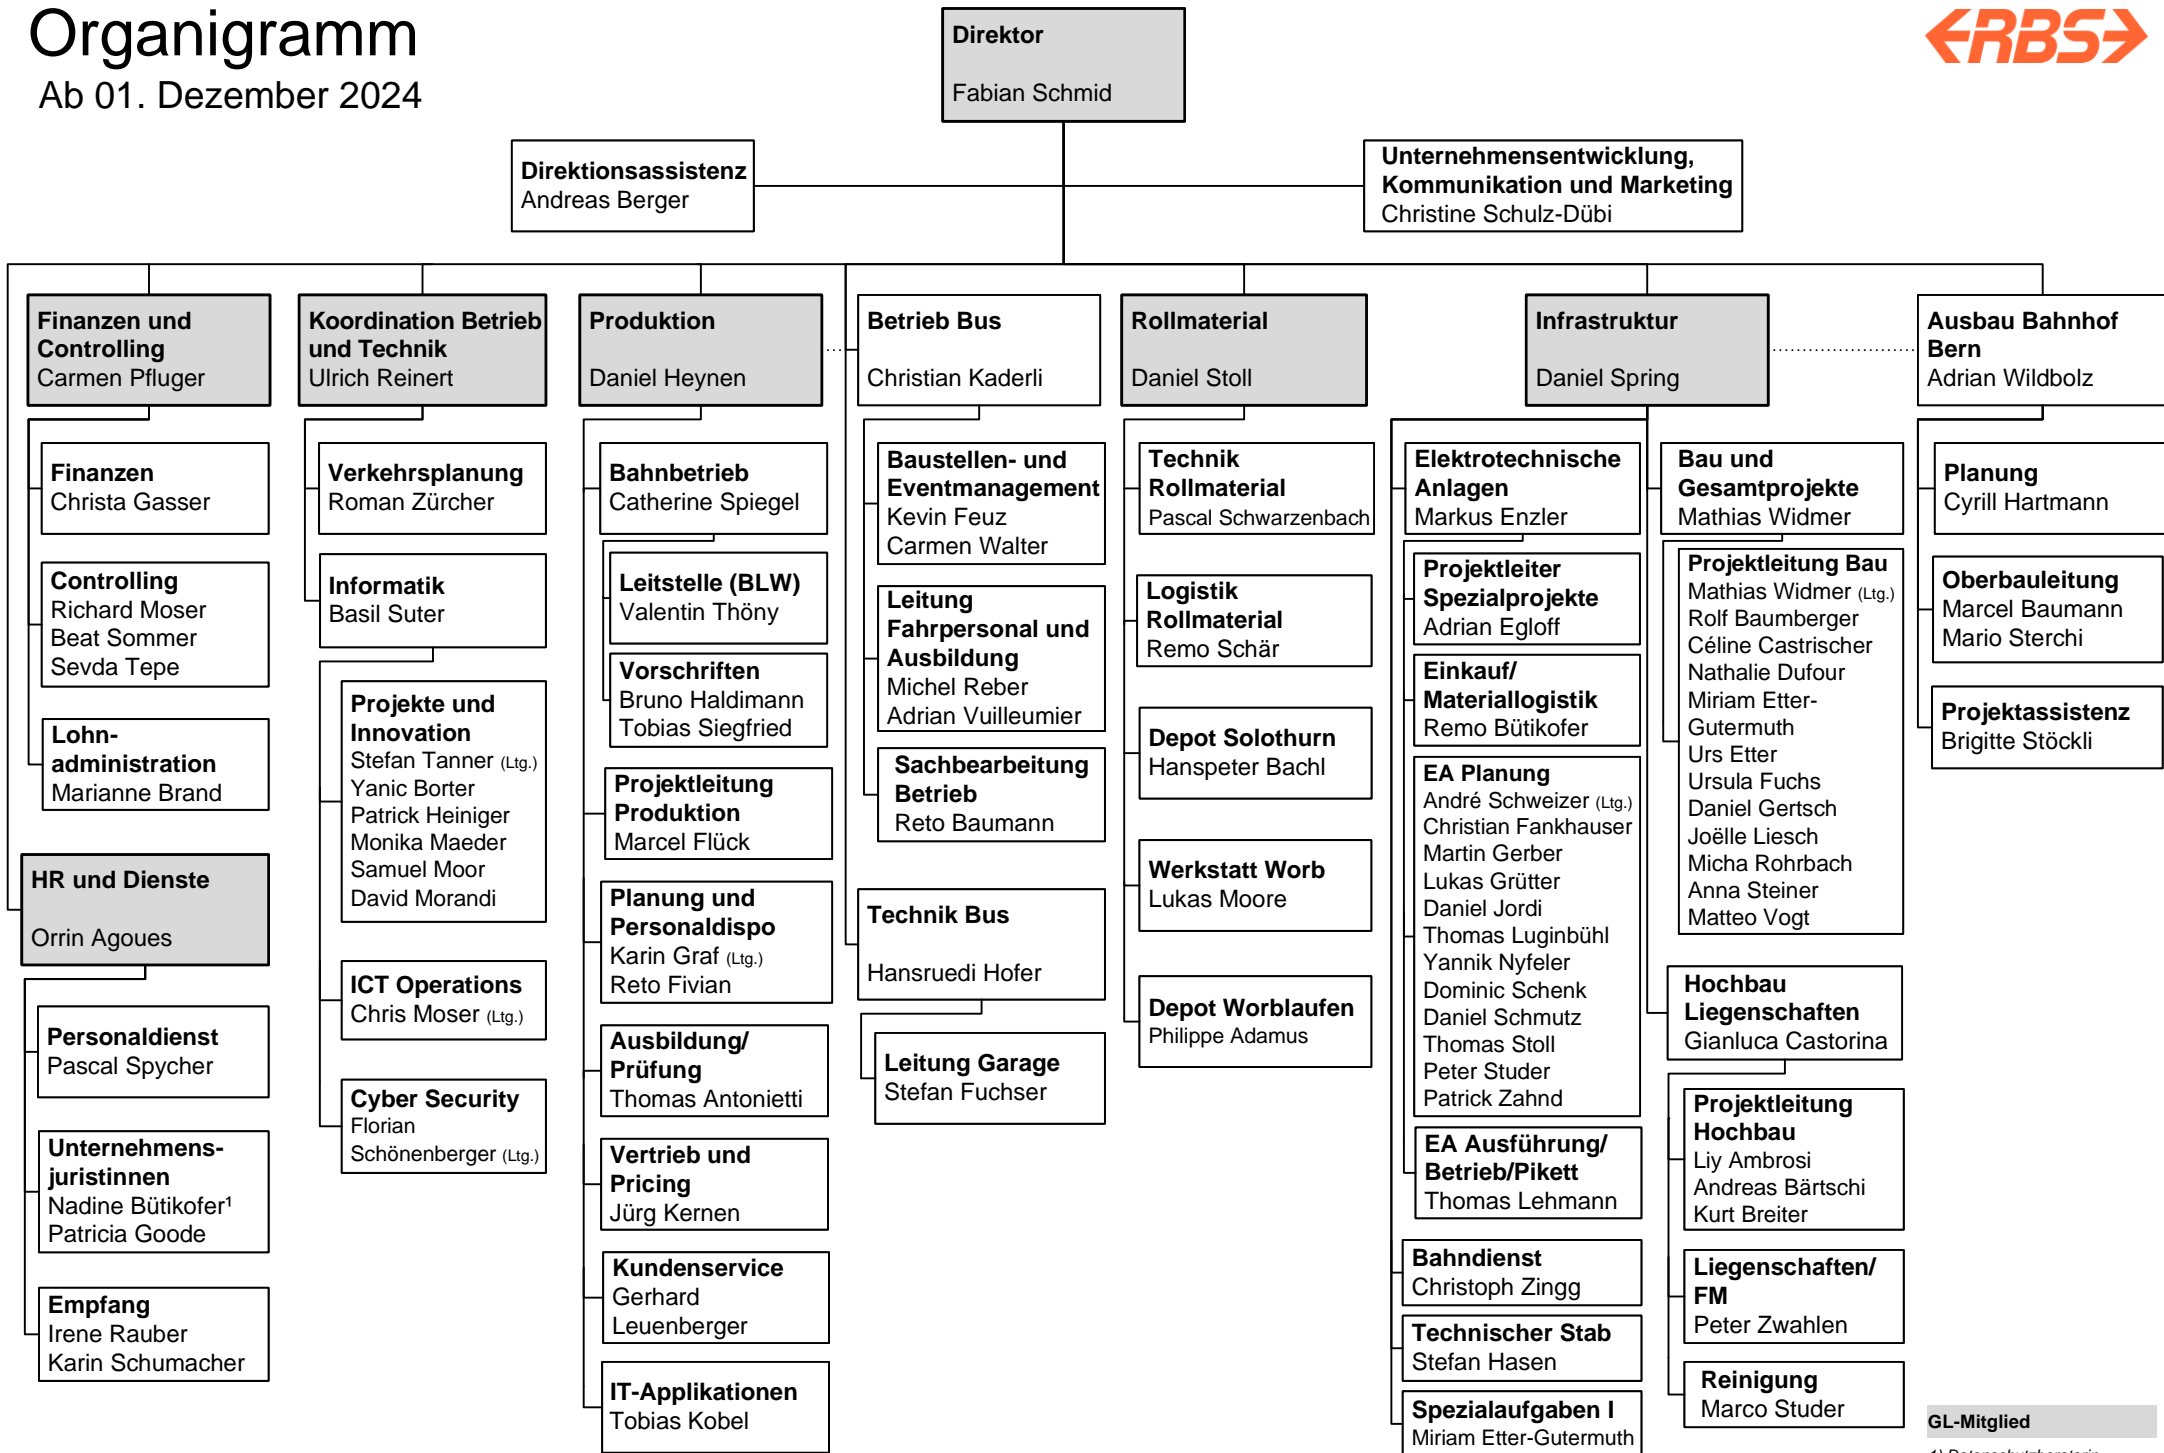 Organigramm
Ab 01. Dezember 2024
RBS
Direktor
Fabian Schmid
Direktionsassistenz
Andreas Berger
Unternehmensentwicklung,
Kommunikation und Marketing
Christine Schulz-Dübi
Finanzen und
Controlling
Carmen Pfluger
Finanzen
Christa Gasser
Controlling
Richard Moser
Beat Sommer
Sevda Tepe
Lohn-
administration
Marianne Brand
HR und Dienste
Orrin Agoues
Personaldienst
Pascal Spycher
Unternehmens-
juristinnen
Nadine Bütikofer¹
Patricia Goode
Empfang
Irene Rauber
Karin Schumacher
Koordination Betrieb
und Technik
Ulrich Reinert
Verkehrsplanung
Roman Zürcher
Informatik
Basil Suter
Projekte und
Innovation
Stefan Tanner (Ltg.)
Yanic Borter
Patrick Heiniger
Monika Maeder
Samuel Moor
David Morandi
ICT Operations
Chris Moser (Ltg.)
Cyber Security
Florian
Schönenberger (Ltg.)
Produktion
Daniel Heynen
Bahnbetrieb
Catherine Spiegel
Leitstelle (BLW)
Valentin Thöny
Vorschriften
Bruno Haldimann
Tobias Siegfried
Projektleitung
Produktion
Marcel Flück
Planung und
Personaldispo
Karin Graf (Ltg.)
Reto Fivian
Ausbildung/
Prüfung
Thomas Antonietti
Vertrieb und
Pricing
Jürg Kernen
Kundenservice
Gerhard
Leuenberger
IT-Applikationen
Tobias Kobel
Betrieb Bus
Christian Kaderli
Baustellen- und
Eventmanagement
Kevin Feuz
Carmen Walter
Leitung
Fahrpersonal und
Ausbildung
Michel Reber
Adrian Vuilleumier
Sachbearbeitung
Betrieb
Reto Baumann
Technik Bus
Hansruedi Hofer
Leitung Garage
Stefan Fuchser
Rollmaterial
Daniel Stoll
Technik
Rollmaterial
Pascal Schwarzenbach
Logistik
Rollmaterial
Remo Schär
Depot Solothurn
Hanspeter Bachl
Werkstatt Worb
Lukas Moore
Depot Worblaufen
Philippe Adamus
Infrastruktur
Daniel Spring
Elektrotechnische
Anlagen
Markus Enzler
Projektleiter
Spezialprojekte
Adrian Egloff
Einkauf/
Materiallogistik
Remo Bütikofer
EA Planung
André Schweizer (Ltg.)
Christian Fankhauser
Martin Gerber
Lukas Grütter
Daniel Jordi
Thomas Luginbühl
Yannik Nyfeler
Dominic Schenk
Daniel Schmutz
Thomas Stoll
Peter Studer
Patrick Zahnd
EA Ausführung/
Betrieb/Pikett
Thomas Lehmann
Bahndienst
Christoph Zingg
Technischer Stab
Stefan Hasen
Spezialaufgaben I
Miriam Etter-Gutermuth
Bau und
Gesamtprojekte
Mathias Widmer
Projektleitung Bau
Mathias Widmer (Ltg.)
Rolf Baumberger
Céline Castrischer
Nathalie Dufour
Miriam Etter-
Gutermuth
Urs Etter
Ursula Fuchs
Daniel Gertsch
Joëlle Liesch
Micha Rohrbach
Anna Steiner
Matteo Vogt
Hochbau
Liegenschaften
Gianluca Castorina
Projektleitung
Hochbau
Liy Ambrosi
Andreas Bärtschi
Kurt Breiter
Liegenschaften/
FM
Peter Zwahlen
Reinigung
Marco Studer
Ausbau Bahnhof
Bern
Adrian Wildbolz
Planung
Cyrill Hartmann
Oberbauleitung
Marcel Baumann
Mario Sterchi
Projektassistenz
Brigitte Stöckli
GL-Mitglied
1) Datenschutzberaterin